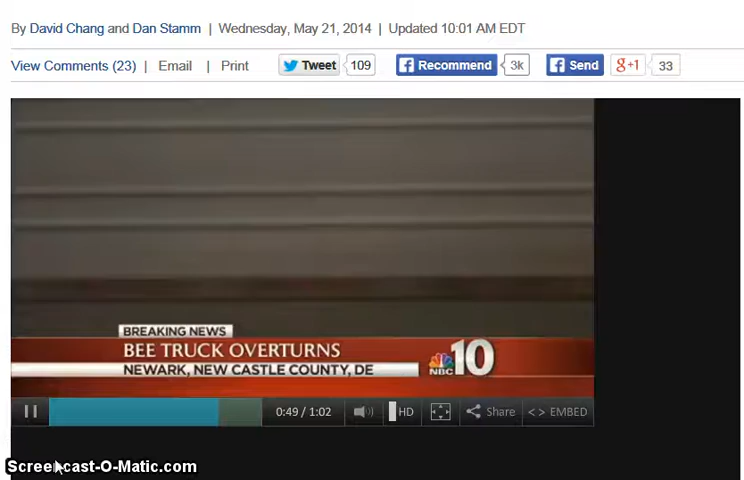 By David Chang and Dan Stamm | Wednesday, May 21, 2014 | Updated 10:01 AM EDT
View Comments (23) | Email | Print Tweet 109 Recommend 3k Send g+1 33
BREAKING NEWS
BEE TRUCK OVERTURNS
NEWARK, NEW CASTLE COUNTY, DE
NBC 10
0:49 / 1:02 HD Share < > EMBED
Screencast-O-Matic.com